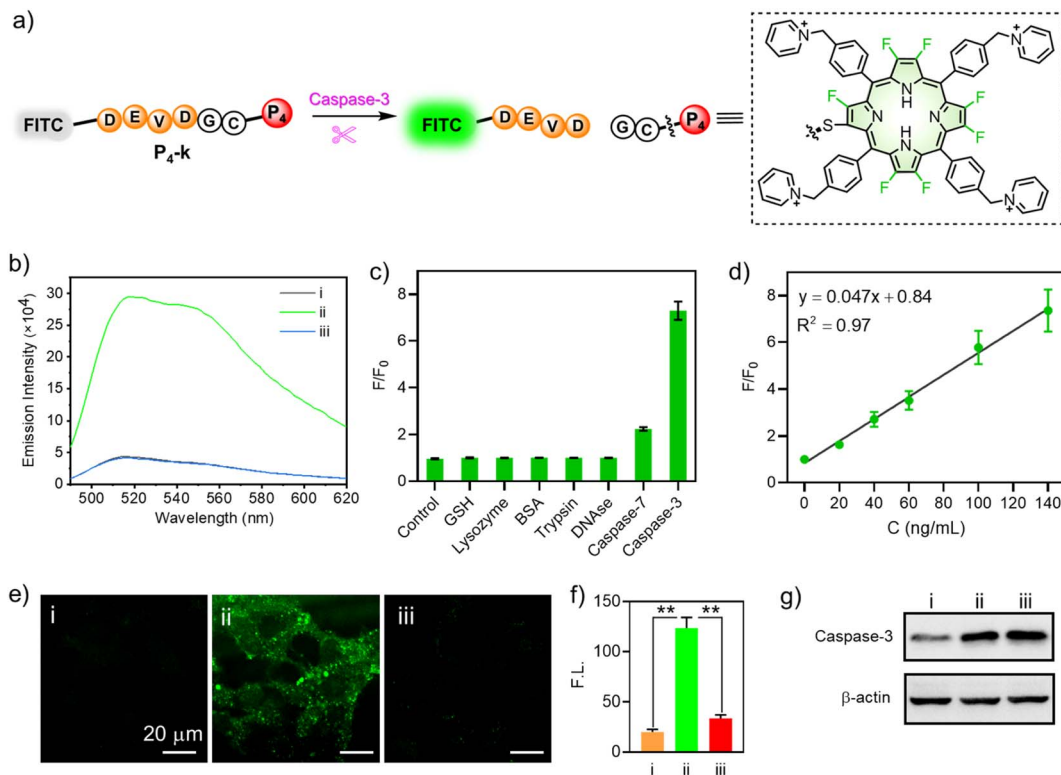 a)
FITC
D E V D G C P4
P4-k
Caspase-3
FITC
D E V D
G C P4
N+
N+
F F
F F
NH
N N
HN
S
F F
F
N+
N+
b)
Emission Intensity (×10⁴)
30
25
20
15
10
5
0
500 520 540 560 580 600 620
Wavelength (nm)
i
ii
iii
c)
F/F₀
8
6
4
2
0
Control
GSH
Lysozyme
BSA
Trypsin
DNAse
Caspase-7
Caspase-3
d)
y = 0.047x + 0.84
R² = 0.97
F/F₀
8
6
4
2
0
0 20 40 60 80 100 120 140
C (ng/mL)
e)
i
20 μm
ii
iii
f)
F.L.
150
100
50
0
** **
i ii iii
g)
i ii iii
Caspase-3
β-actin